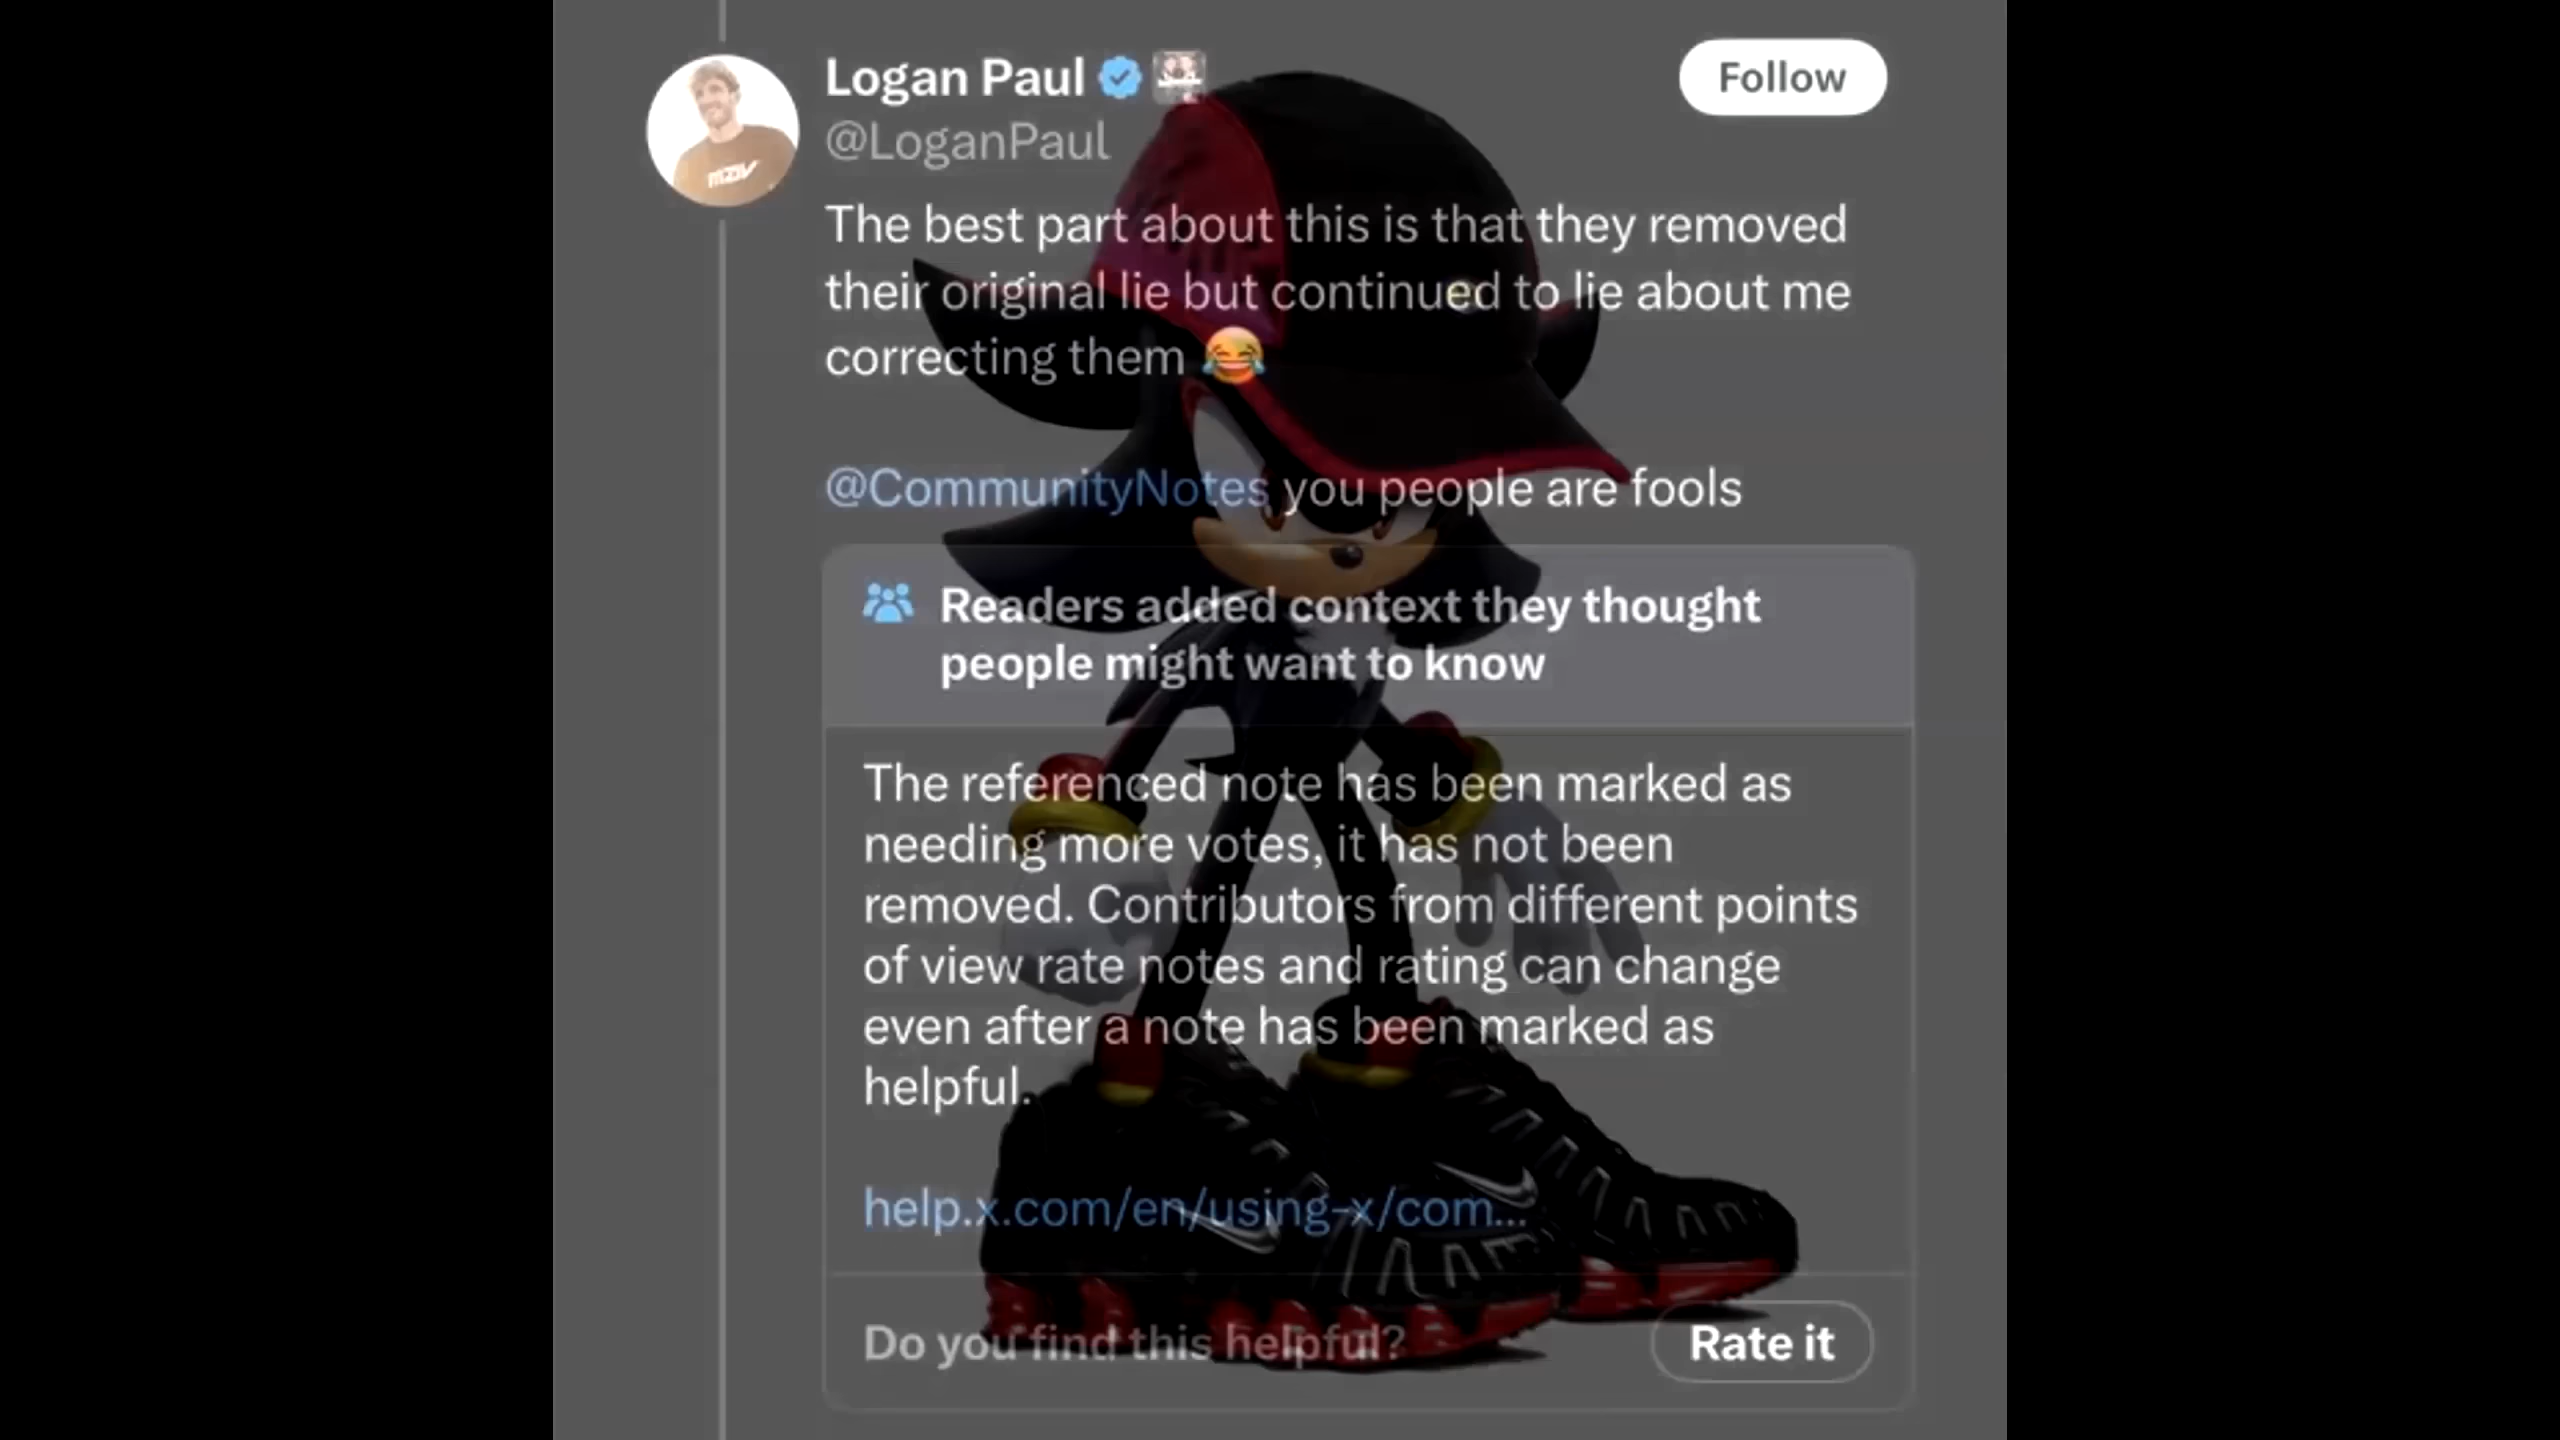 Logan Paul
Follow
@LoganPaul
The best part about this is that they removed
their original lie but continued to lie about me
correcting them 😂
@CommunityNotes you people are fools
Readers added context they thought
people might want to know
The referenced note has been marked as
needing more votes, it has not been
removed. Contributors from different points
of view rate notes and rating can change
even after a note has been marked as
helpful.
help.x.com/en/using-x/com...
Do you find this helpful?
Rate it